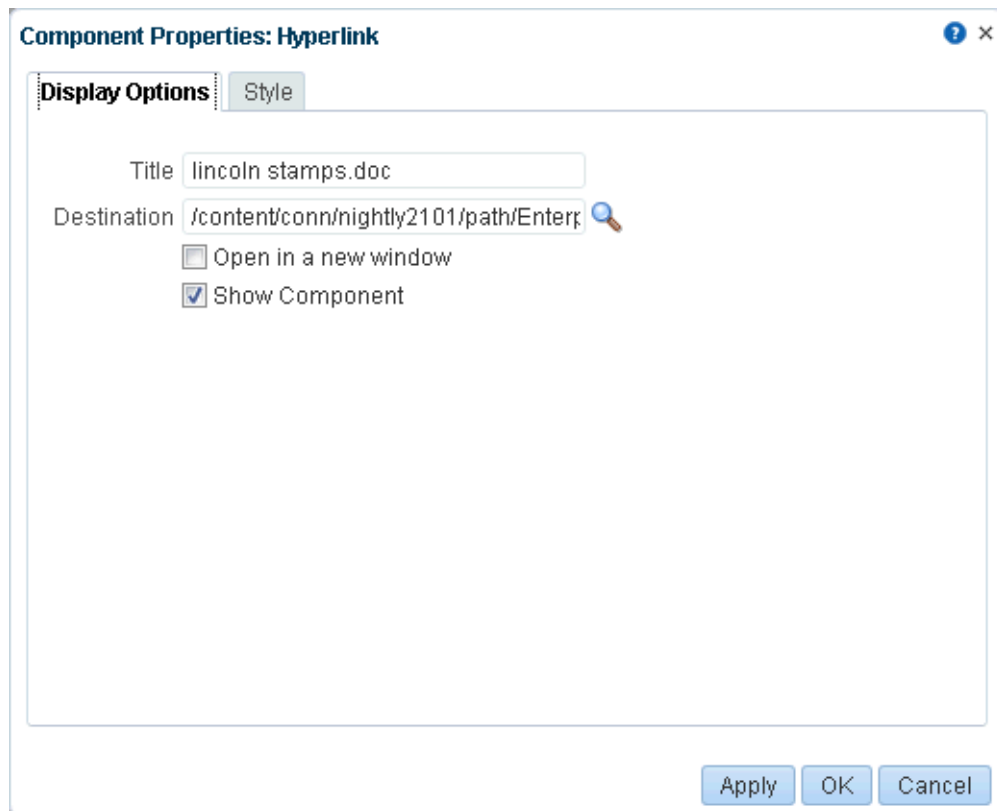 Component Properties: Hyperlink
Display Options Style
Title lincoln stamps.doc
Destination /content/conn/nightly2101/path/Enterp
Open in a new window
Show Component
Apply OK Cancel